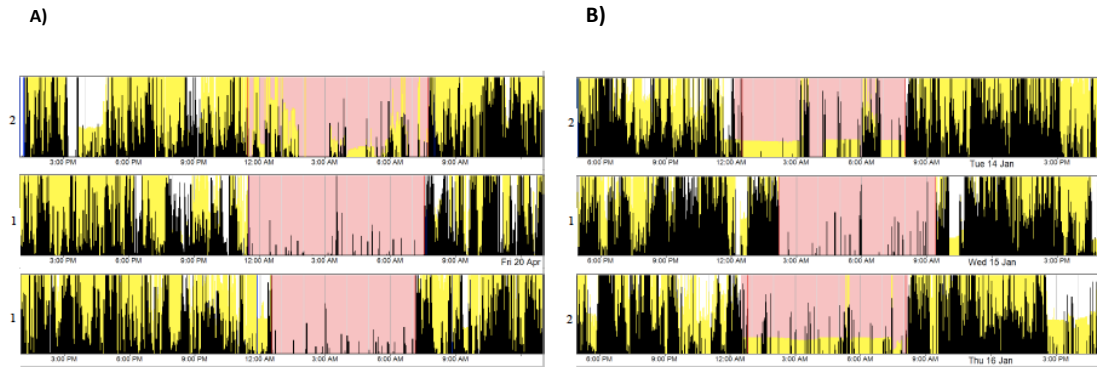 A)
B)
2
3:00 PM 6:00 PM 9:00 PM 12:00 AM 3:00 AM 6:00 AM 9:00 AM
1
3:00 PM 6:00 PM 9:00 PM 12:00 AM 3:00 AM 6:00 AM Fri 20 Apr
1
3:00 PM 6:00 PM 9:00 PM 12:00 AM 3:00 AM 6:00 AM 9:00 AM
2
6:00 PM 9:00 PM 12:00 AM 3:00 AM 6:00 AM 9:00 AM Tue 14 Jan 3:00 PM
1
6:00 PM 9:00 PM 12:00 AM 3:00 AM 6:00 AM 9:00 AM Wed 15 Jan 3:00 PM
2
6:00 PM 9:00 PM 12:00 AM 3:00 AM 6:00 AM 9:00 AM Thu 16 Jan 3:00 PM